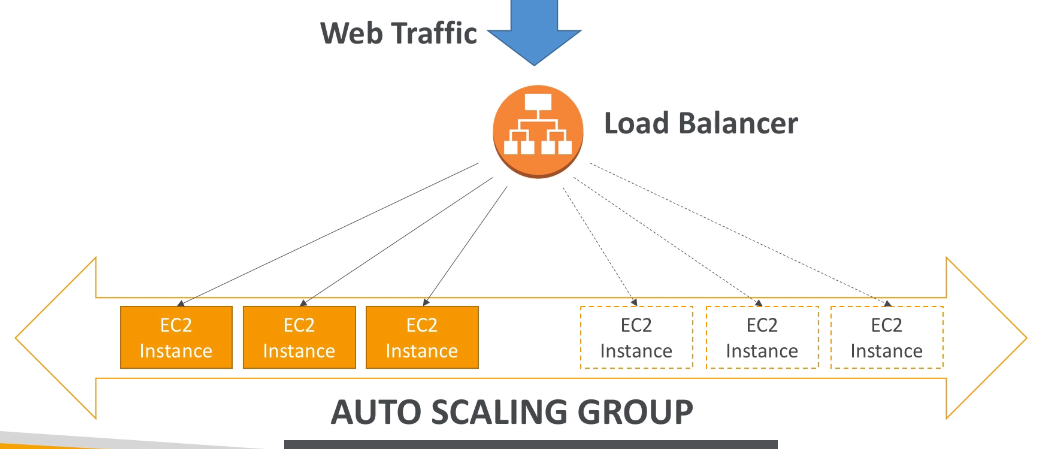 Web Traffic
Load Balancer
EC2
Instance
EC2
Instance
EC2
Instance
EC2
Instance
EC2
Instance
EC2
Instance
AUTO SCALING GROUP